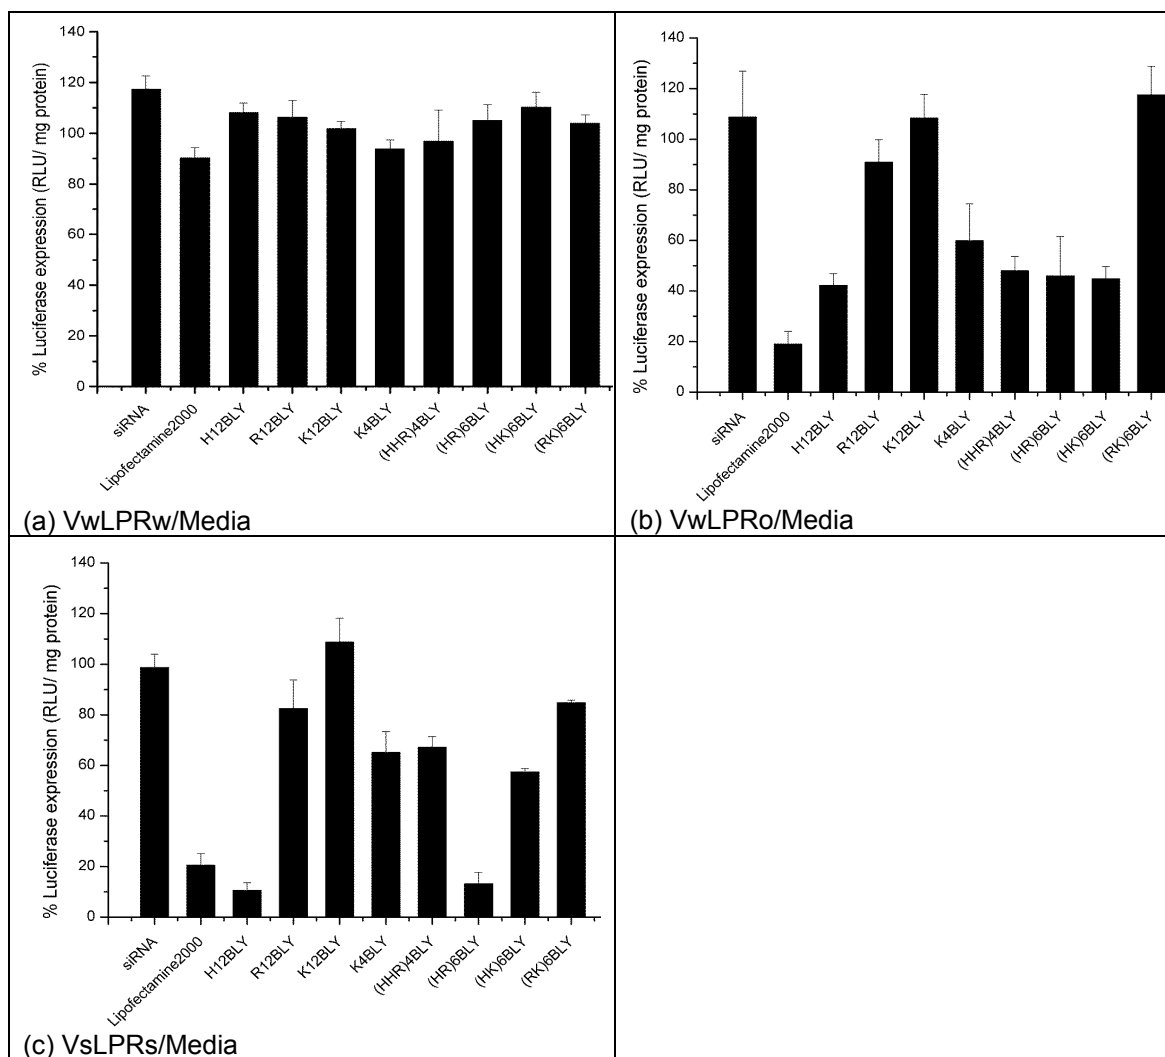 % Luciferase expression (RLU/ mg protein)
140
120
100
80
60
40
20
0
siRNA
Lipofectamine2000
H12BLY
R12BLY
K12BLY
K4BLY
(HHR)4BLY
(HR)6BLY
(HK)6BLY
(RK)6BLY
(a) VwLPRw/Media
% Luciferase expression (RLU/ mg protein)
140
120
100
80
60
40
20
0
siRNA
Lipofectamine2000
H12BLY
R12BLY
K12BLY
K4BLY
(HHR)4BLY
(HR)6BLY
(HK)6BLY
(RK)6BLY
(b) VwLPRo/Media
% Luciferase expression (RLU/ mg protein)
140
120
100
80
60
40
20
0
siRNA
Lipofectamine2000
H12BLY
R12BLY
K12BLY
K4BLY
(HHR)4BLY
(HR)6BLY
(HK)6BLY
(RK)6BLY
(c) VsLPRs/Media